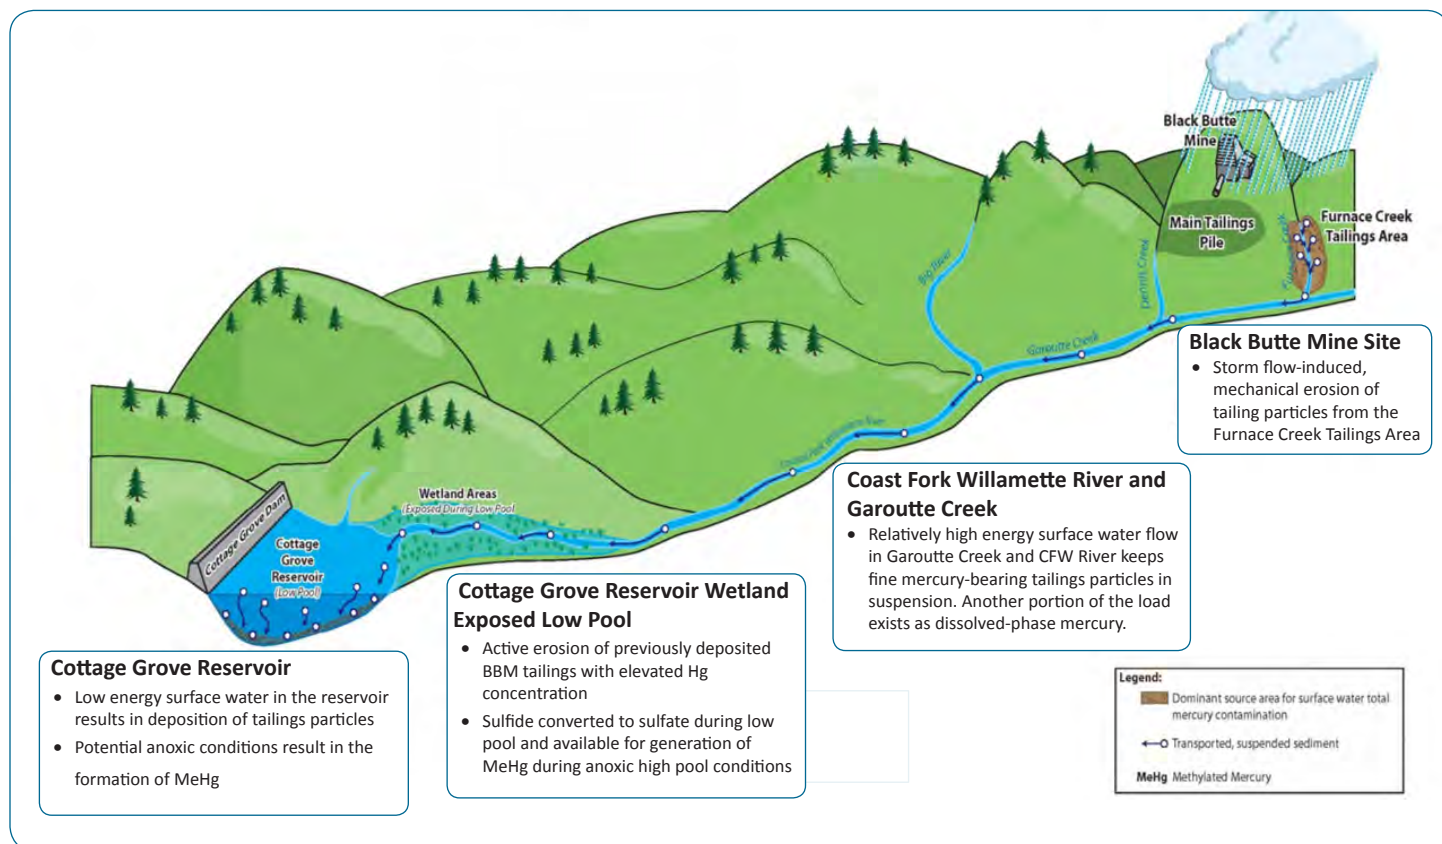 Black Butte
Mine
Main Tailings
Pile
Furnace Creek
Furnace Creek
Tailings Area
Dennis Creek
Big River
Garoutte Creek
Coast Fork Willamette River
Wetland Areas
(Exposed During Low Pool
Cottage Grove Dam
Cottage
Grove
Reservoir
(Low Pool)
Black Butte Mine Site
• Storm flow-induced,
mechanical erosion of
tailing particles from the
Furnace Creek Tailings Area
Coast Fork Willamette River and
Garoutte Creek
• Relatively high energy surface water flow
in Garoutte Creek and CFW River keeps
fine mercury-bearing tailings particles in
suspension. Another portion of the load
exists as dissolved-phase mercury.
Cottage Grove Reservoir Wetland
Exposed Low Pool
• Active erosion of previously deposited
BBM tailings with elevated Hg
concentration
• Sulfide converted to sulfate during low
pool and available for generation of
MeHg during anoxic high pool conditions
Cottage Grove Reservoir
• Low energy surface water in the reservoir
results in deposition of tailings particles
• Potential anoxic conditions result in the
formation of MeHg
Legend:
Dominant source area for surface water total
mercury contamination
Transported, suspended sediment
MeHg Methylated Mercury